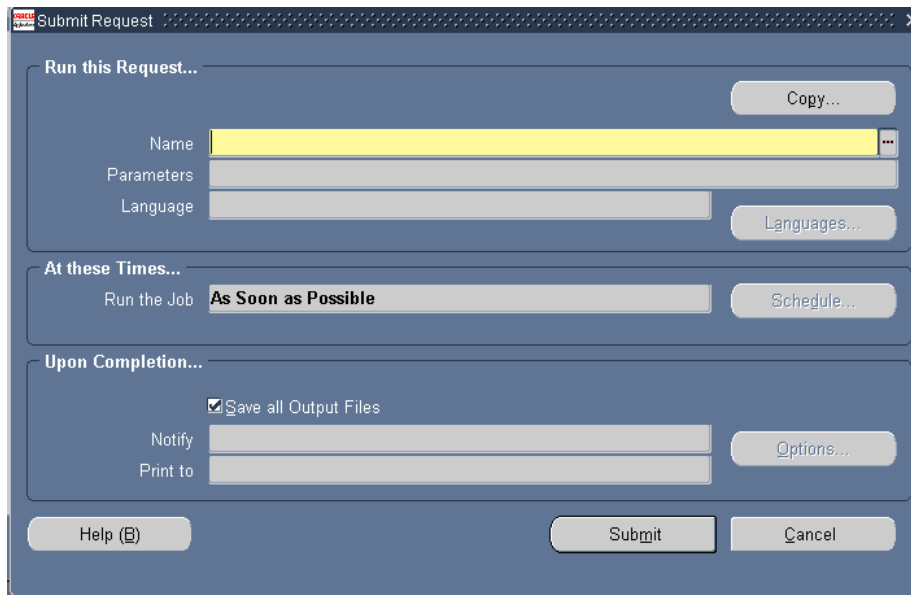 ORACLE Submit Request
Run this Request...
Copy...
Name
...
Parameters
Language
Languages...
At these Times...
Run the Job As Soon as Possible
Schedule...
Upon Completion...
Save all Output Files
Notify
Options...
Print to
Help (B)
Submit
Cancel